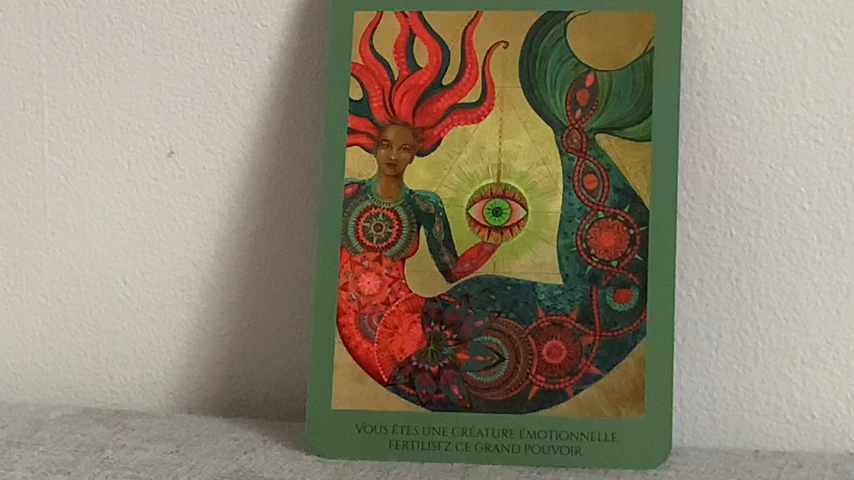 VOUS ÊTES UNE CRÉATURE ÉMOTIONNELLE,
FERTILISEZ CE GRAND POUVOIR